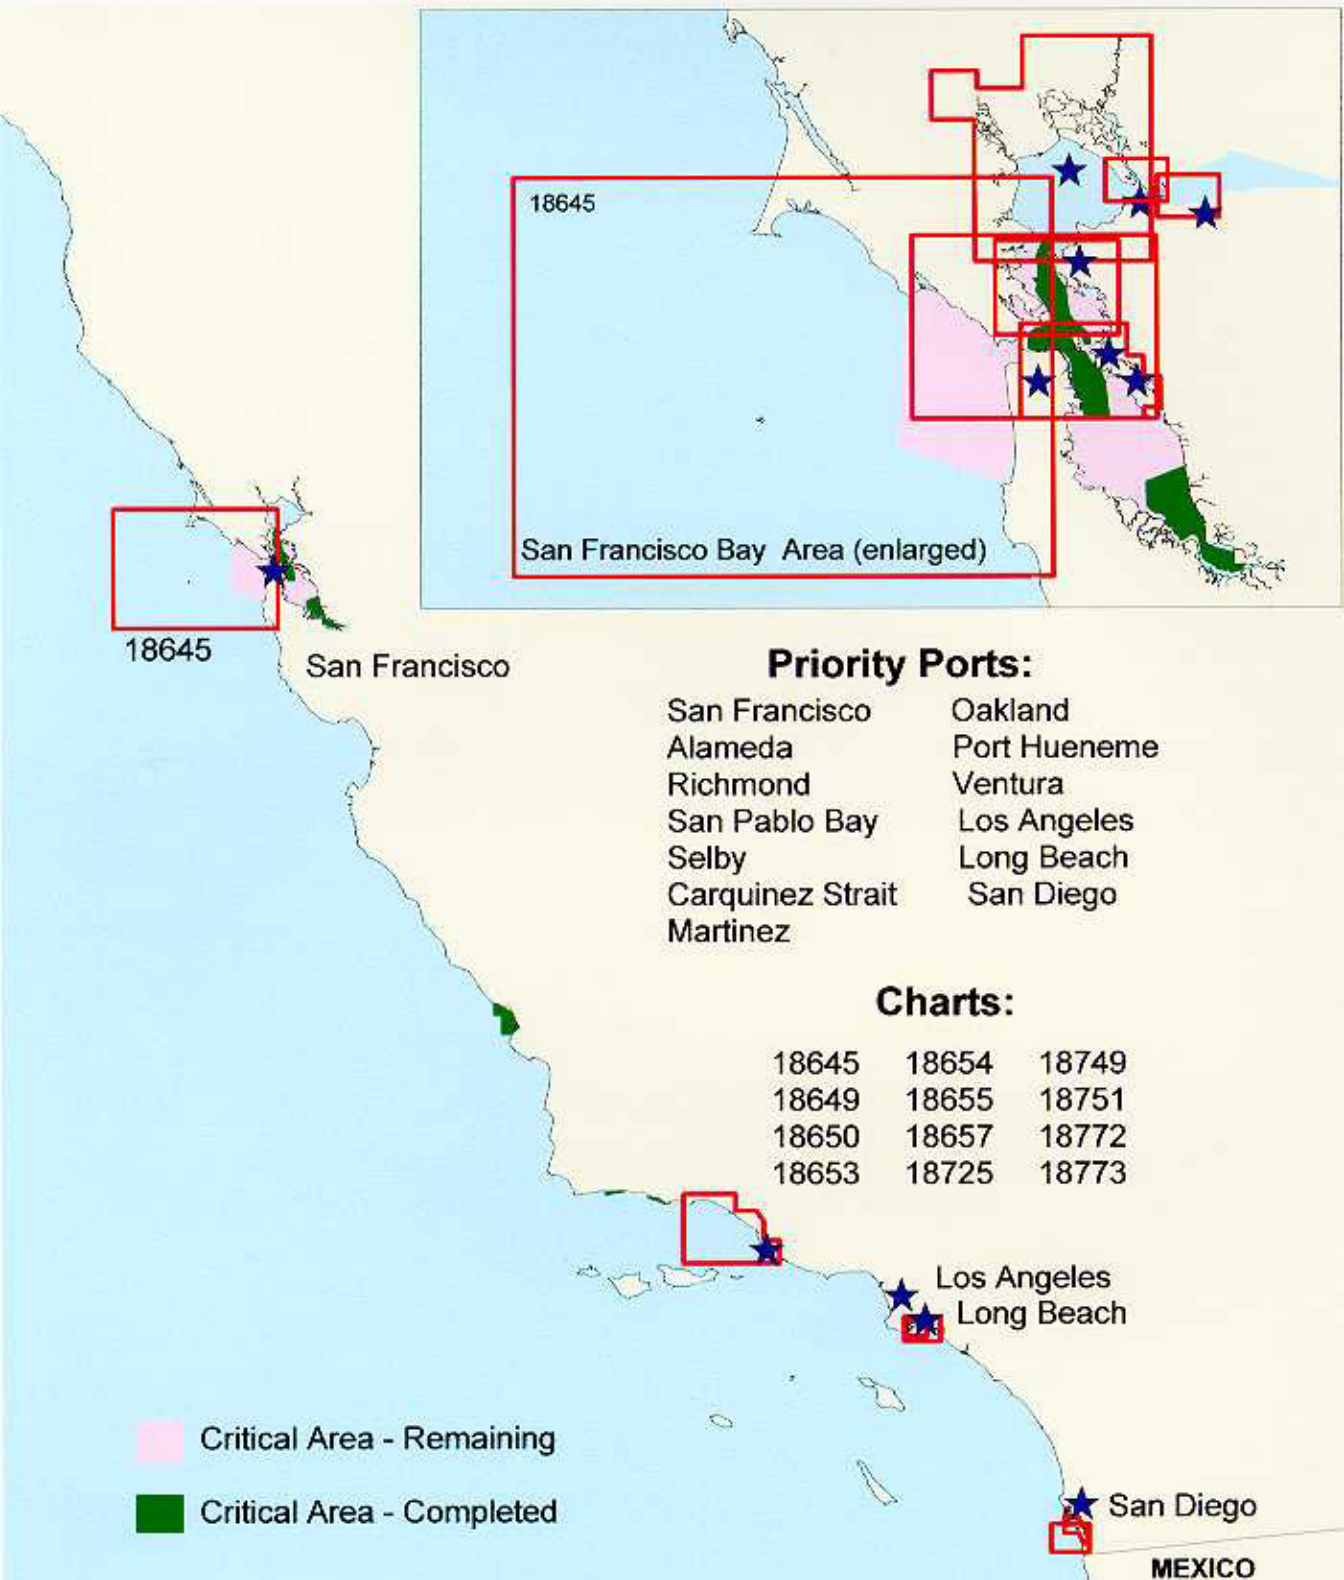 18645
San Francisco Bay Area (enlarged)
18645
San Francisco
Priority Ports:
San Francisco Oakland
Alameda Port Hueneme
Richmond Ventura
San Pablo Bay Los Angeles
Selby Long Beach
Carquinez Strait San Diego
Martinez
Charts:
18645 18654 18749
18649 18655 18751
18650 18657 18772
18653 18725 18773
Los Angeles
Long Beach
Critical Area - Remaining
Critical Area - Completed
San Diego
MEXICO